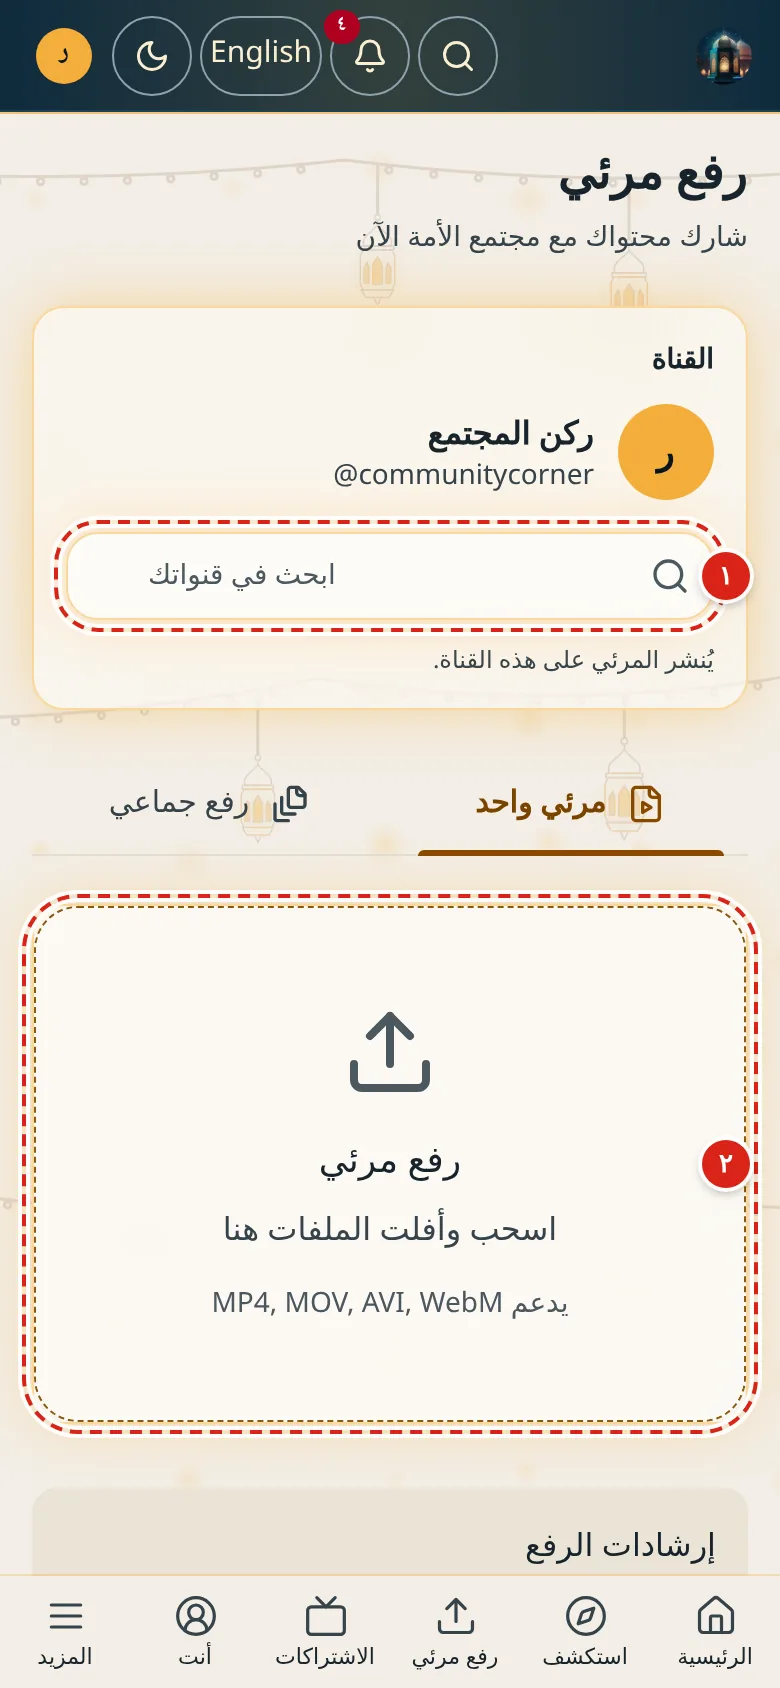 ر
English
٤
رفع مرئي
شارك محتواك مع مجتمع الأمة الآن
القناة
ر
ركن المجتمع
@communitycorner
ابحث في قنواتك
١
يُنشر المرئي على هذه القناة.
مرئي واحد
رفع جماعي
رفع مرئي
٢
اسحب وأفلت الملفات هنا
يدعم MP4, MOV, AVI, WebM
إرشادات الرفع
الرئيسية
استكشف
رفع مرئي
الاشتراكات
أنت
المزيد